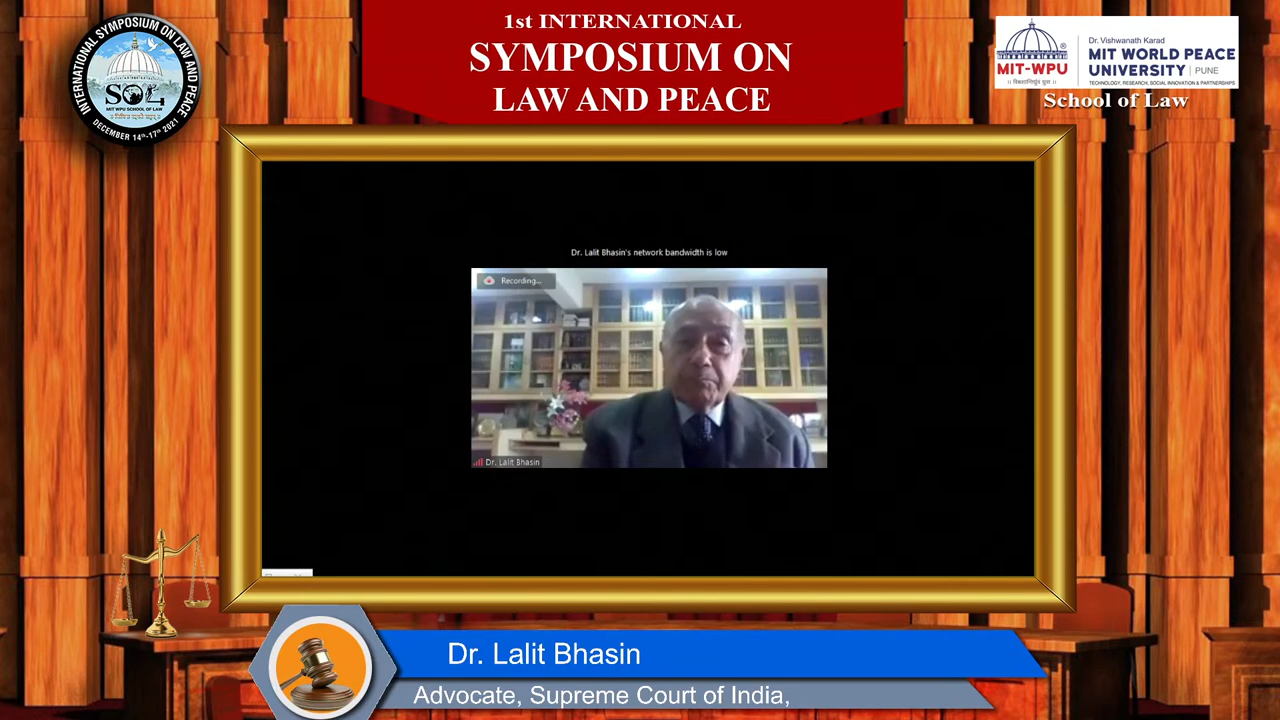 1st INTERNATIONAL
SYMPOSIUM ON
LAW AND PEACE
INTERNATIONAL SYMPOSIUM ON LAW AND PEACE
SOL
MIT WPU SCHOOL OF LAW
DECEMBER 14th-17th 2021
MIT-WPU
Dr. Vishwanath Karad
MIT WORLD PEACE
UNIVERSITY | PUNE
TECHNOLOGY, RESEARCH, SOCIAL INNOVATION & PARTNERSHIPS
School of Law
Dr. Lalit Bhasin's network bandwidth is low
Recording...
Dr. Lalit Bhasin
Dr. Lalit Bhasin
Advocate, Supreme Court of India,